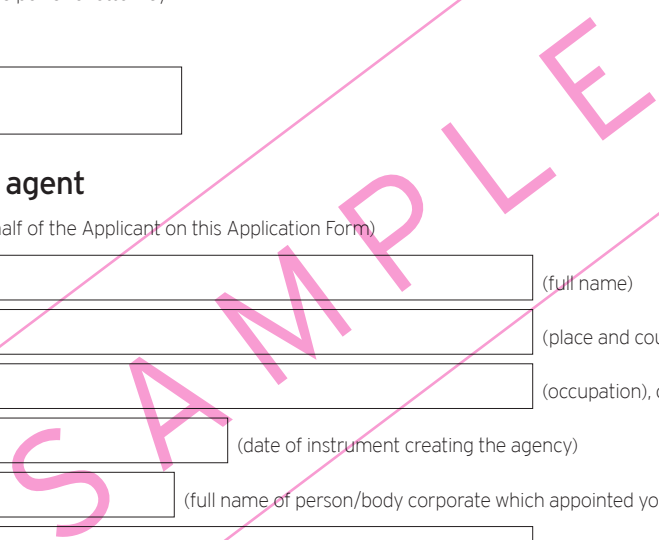 agent
half of the Applicant on this Application Form)
(full name)
(place and cou
(occupation), 
(date of instrument creating the agency)
(full name of person/body corporate which appointed yo
SAMPLE